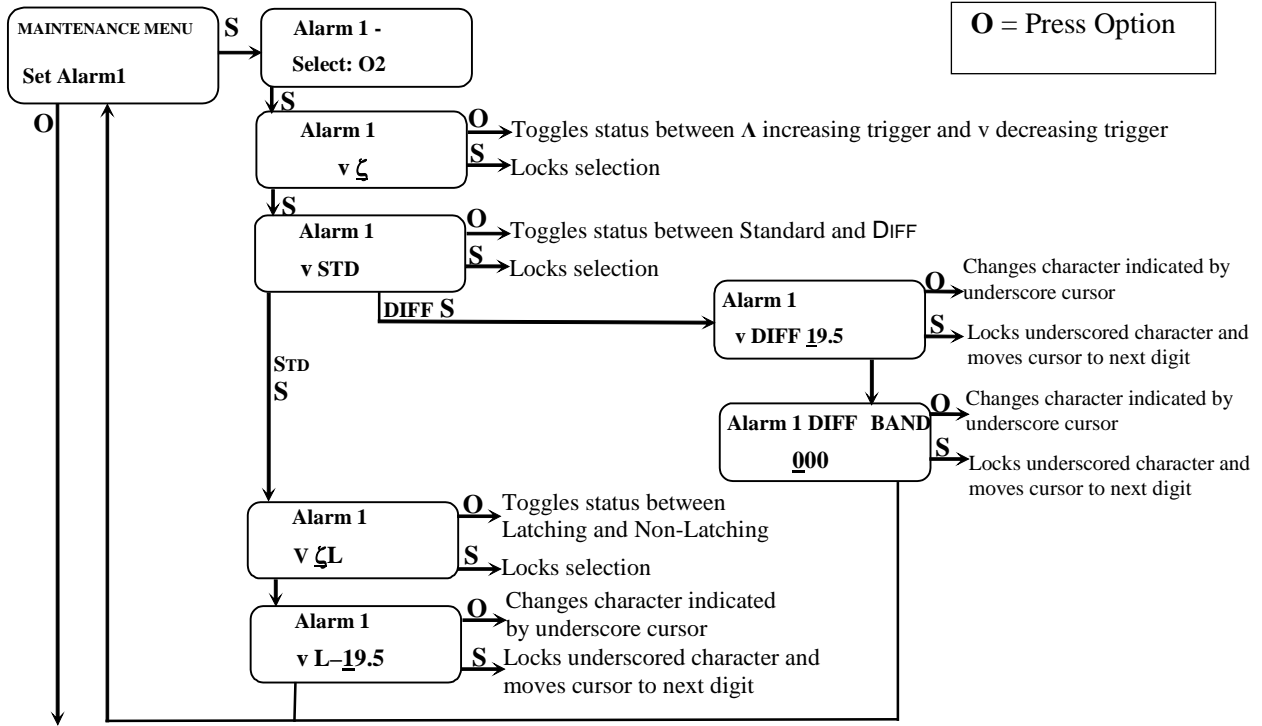 MAINTENANCE MENU
Set Alarm1
S
Alarm 1 -
Select: O2
O = Press Option
O
S
Alarm 1
v ζ
O
Toggles status between Λ increasing trigger and v decreasing trigger
S
Locks selection
S
Alarm 1
v STD
O
Toggles status between Standard and DIFF
S
Locks selection
DIFF S
Alarm 1
v DIFF 19.5
O
Changes character indicated by
underscore cursor
S
Locks underscored character and
moves cursor to next digit
STD
S
Alarm 1 DIFF BAND
000
O
Changes character indicated by
underscore cursor
S
Locks underscored character and
moves cursor to next digit
Alarm 1
V ζL
O
Toggles status between
Latching and Non-Latching
S
Locks selection
Alarm 1
v L–19.5
O
Changes character indicated
by underscore cursor
S
Locks underscored character and
moves cursor to next digit